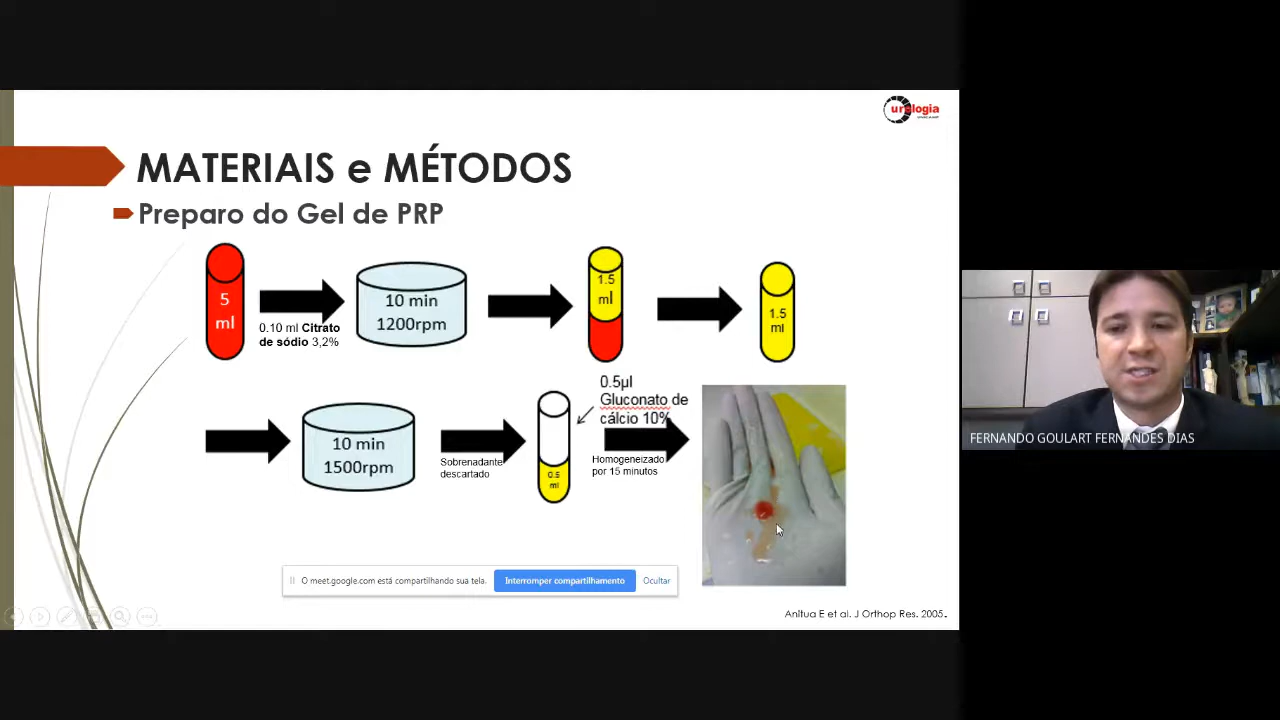 urologia
MATERIAIS e MÉTODOS
Preparo do Gel de PRP
5
ml
0.10 ml Citrato
de sódio 3,2%
10 min
1200rpm
1.5
ml
1.5
ml
10 min
1500rpm
Sobrenadante
descartado
0.5
ml
0.5µl
Gluconato de
cálcio 10%
Homogeneizado
por 15 minutos
FERNANDO GOULART FERNANDES DIAS
O meet.google.com está compartilhando sua tela.
Interromper compartilhamento
Ocultar
Anitua E et al. J Orthop Res. 2005.